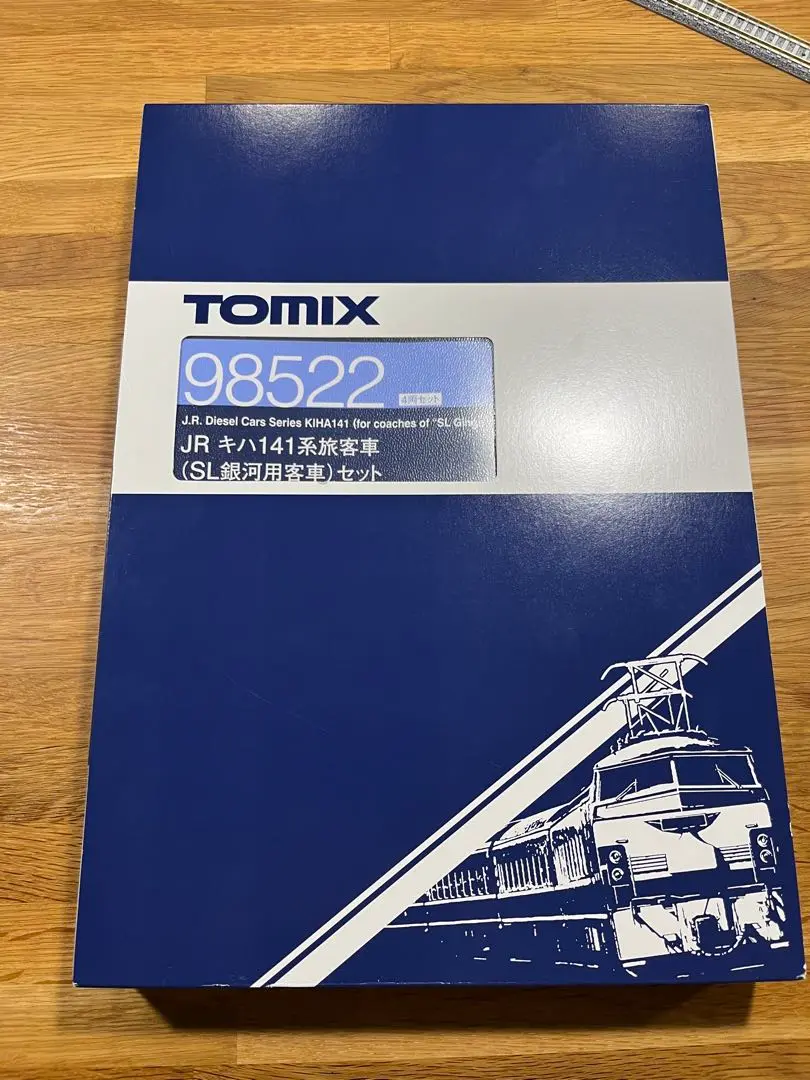 TOMIX
98522 4両セット
J.R. Diesel Cars Series KIHA141 (for coaches of "SL
JR キハ141系旅客車
(SL銀河用客車)セット